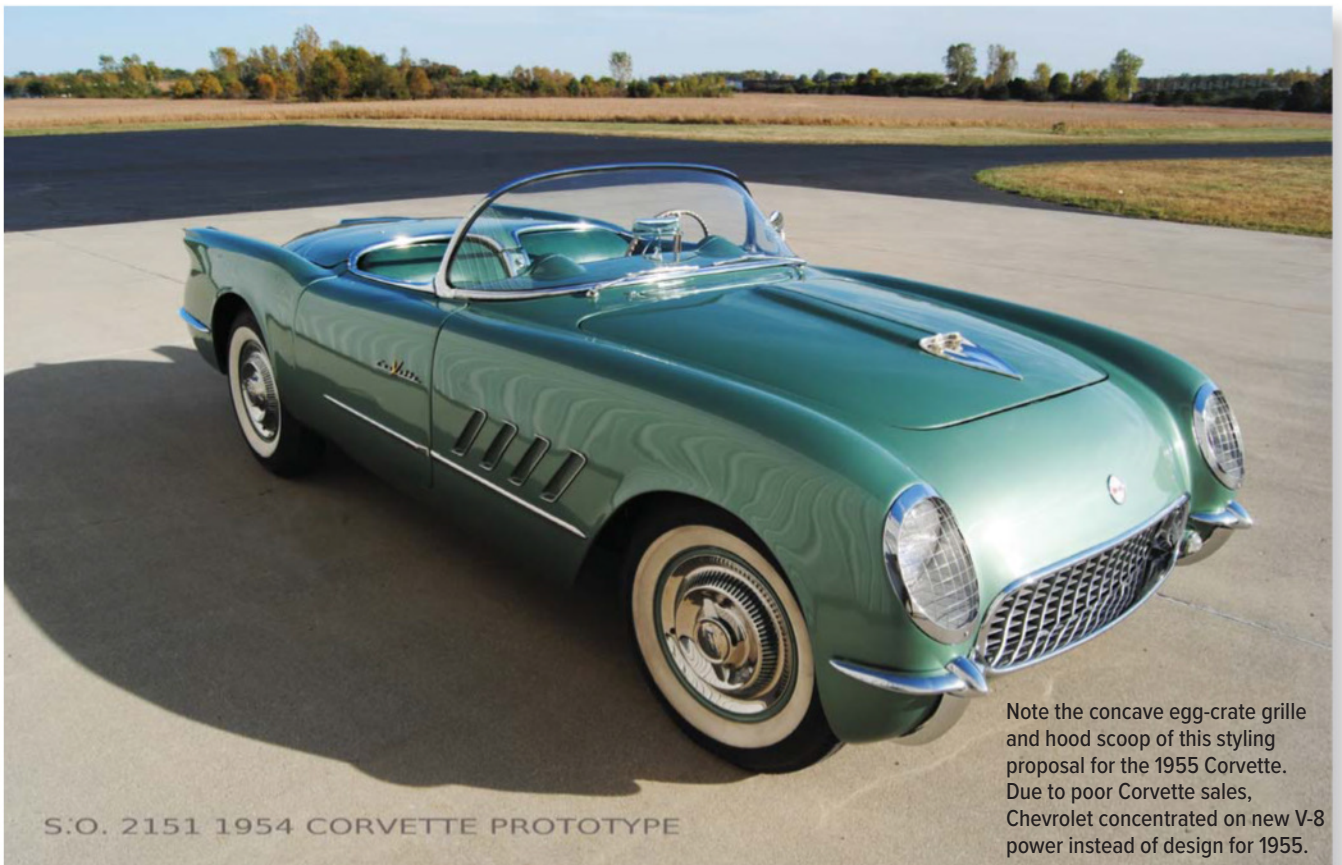 CorVette
S.O. 2151 1954 CORVETTE PROTOTYPE
Note the concave egg-crate grille
and hood scoop of this styling
proposal for the 1955 Corvette.
Due to poor Corvette sales,
Chevrolet concentrated on new V-8
power instead of design for 1955.